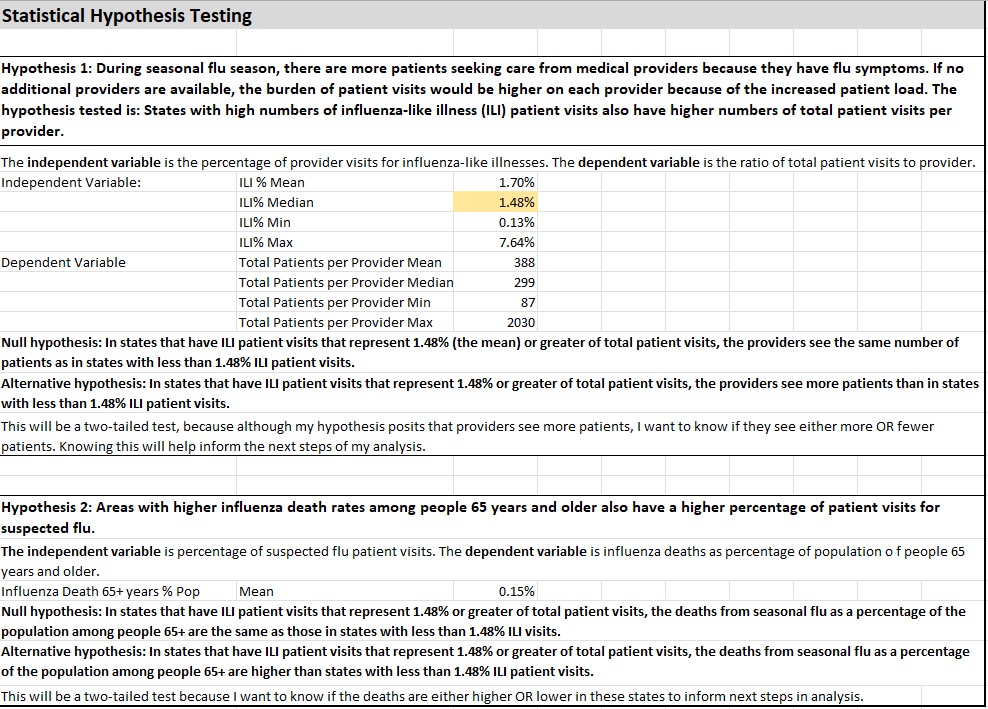 Statistical Hypothesis Testing
Hypothesis 1: During seasonal flu season, there are more patients seeking care from medical providers because they have flu symptoms. If no
additional providers are available, the burden of patient visits would be higher on each provider because of the increased patient load. The
hypothesis tested is: States with high numbers of influenza-like illness (ILI) patient visits also have higher numbers of total patient visits per
provider.
The independent variable is the percentage of provider visits for influenza-like illnesses. The dependent variable is the ratio of total patient visits to provider.
Independent Variable: ILI % Mean 1.70%
ILI% Median 1.48%
ILI% Min 0.13%
ILI% Max 7.64%
Dependent Variable Total Patients per Provider Mean 388
Total Patients per Provider Median 299
Total Patients per Provider Min 87
Total Patients per Provider Max 2030
Null hypothesis: In states that have ILI patient visits that represent 1.48% (the mean) or greater of total patient visits, the providers see the same number of
patients as in states with less than 1.48% ILI patient visits.
Alternative hypothesis: In states that have ILI patient visits that represent 1.48% or greater of total patient visits, the providers see more patients than in states
with less than 1.48% ILI patient visits.
This will be a two-tailed test, because although my hypothesis posits that providers see more patients, I want to know if they see either more OR fewer
patients. Knowing this will help inform the next steps of my analysis.
Hypothesis 2: Areas with higher influenza death rates among people 65 years and older also have a higher percentage of patient visits for
suspected flu.
The independent variable is percentage of suspected flu patient visits. The dependent variable is influenza deaths as percentage of population o f people 65
years and older.
Influenza Death 65+ years % Pop Mean 0.15%
Null hypothesis: In states that have ILI patient visits that represent 1.48% or greater of total patient visits, the deaths from seasonal flu as a percentage of the
population among people 65+ are the same as those in states with less than 1.48% ILI visits.
Alternative hypothesis: In states that have ILI patient visits that represent 1.48% or greater of total patient visits, the deaths from seasonal flu as a percentage
of the population among people 65+ are higher than states with less than 1.48% ILI patient visits.
This will be a two-tailed test because I want to know if the deaths are either higher OR lower in these states to inform next steps in analysis.